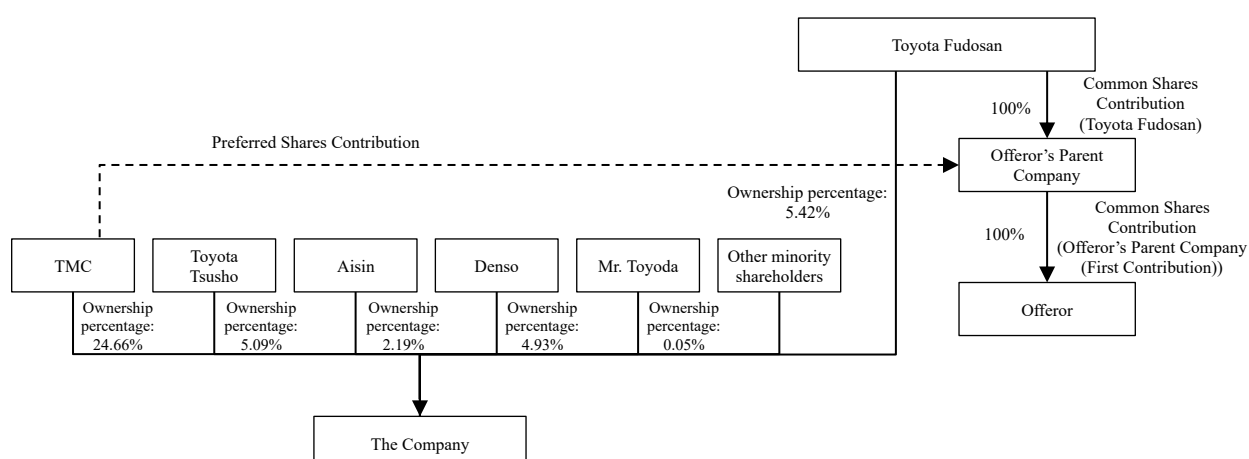 Toyota Fudosan
100%
Common Shares
Contribution
(Toyota Fudosan)
Preferred Shares Contribution
Offeror's Parent
Company
Ownership percentage:
5.42%
100%
Common Shares
Contribution
(Offeror's Parent Company
(First Contribution))
TMC
Toyota
Tsusho
Aisin
Denso
Mr. Toyoda
Other minority
shareholders
Offeror
Ownership
percentage:
24.66%
Ownership
percentage:
5.09%
Ownership
percentage:
2.19%
Ownership
percentage:
4.93%
Ownership
percentage:
0.05%
The Company